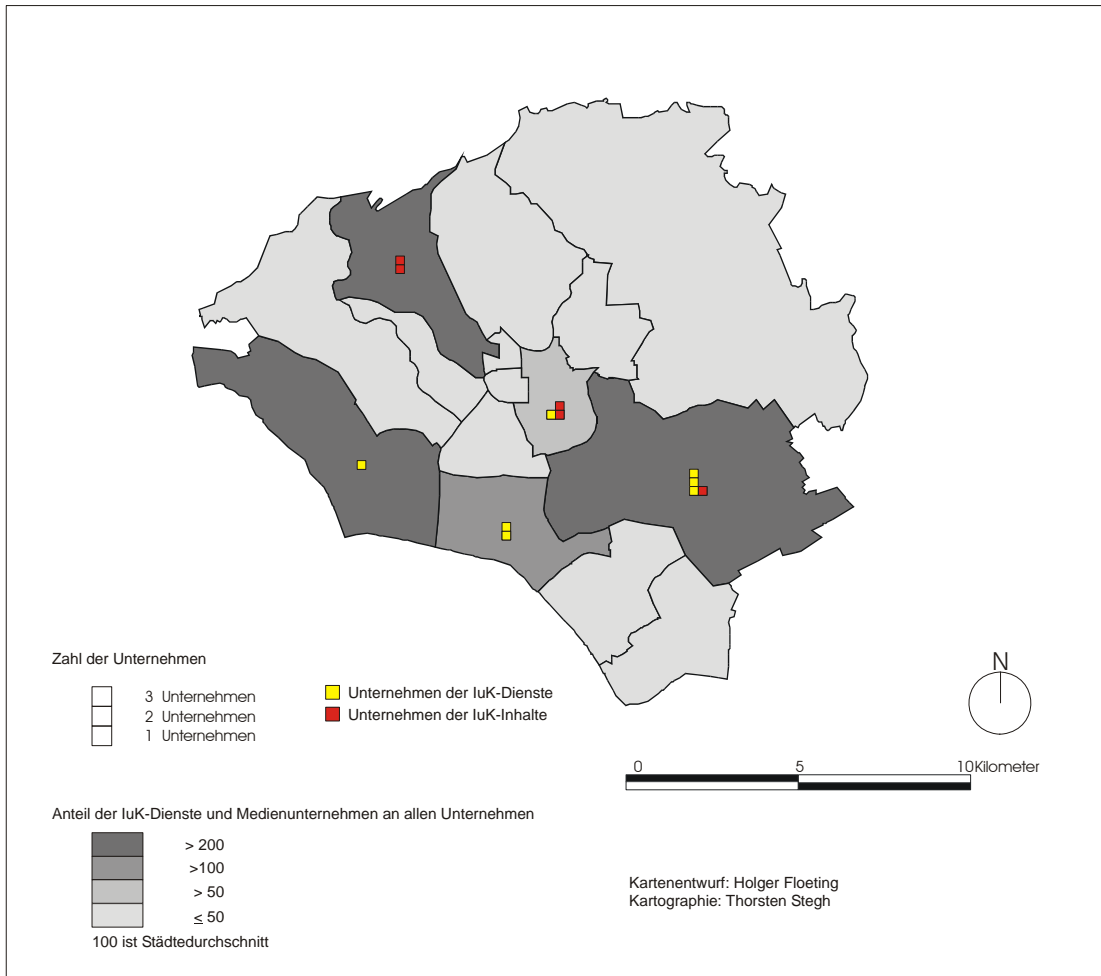 Zahl der Unternehmen
3 Unternehmen
2 Unternehmen
1 Unternehmen
Unternehmen der IuK-Dienste
Unternehmen der IuK-Inhalte
N
0 5 10Kilometer
Anteil der IuK-Dienste und Medienunternehmen an allen Unternehmen
> 200
>100
> 50
≤ 50
100 ist Städtedurchschnitt
Kartenentwurf: Holger Floeting
Kartographie: Thorsten Stegh